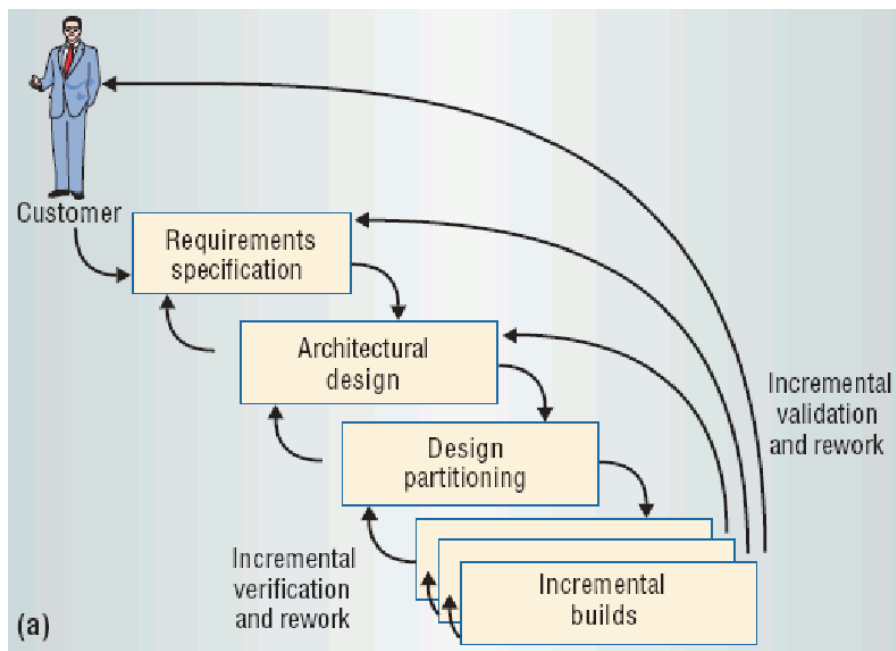 Customer
Requirements
specification
Architectural
design
Design
partitioning
Incremental
validation
and rework
Incremental
verification
and rework
Incremental
builds
(a)